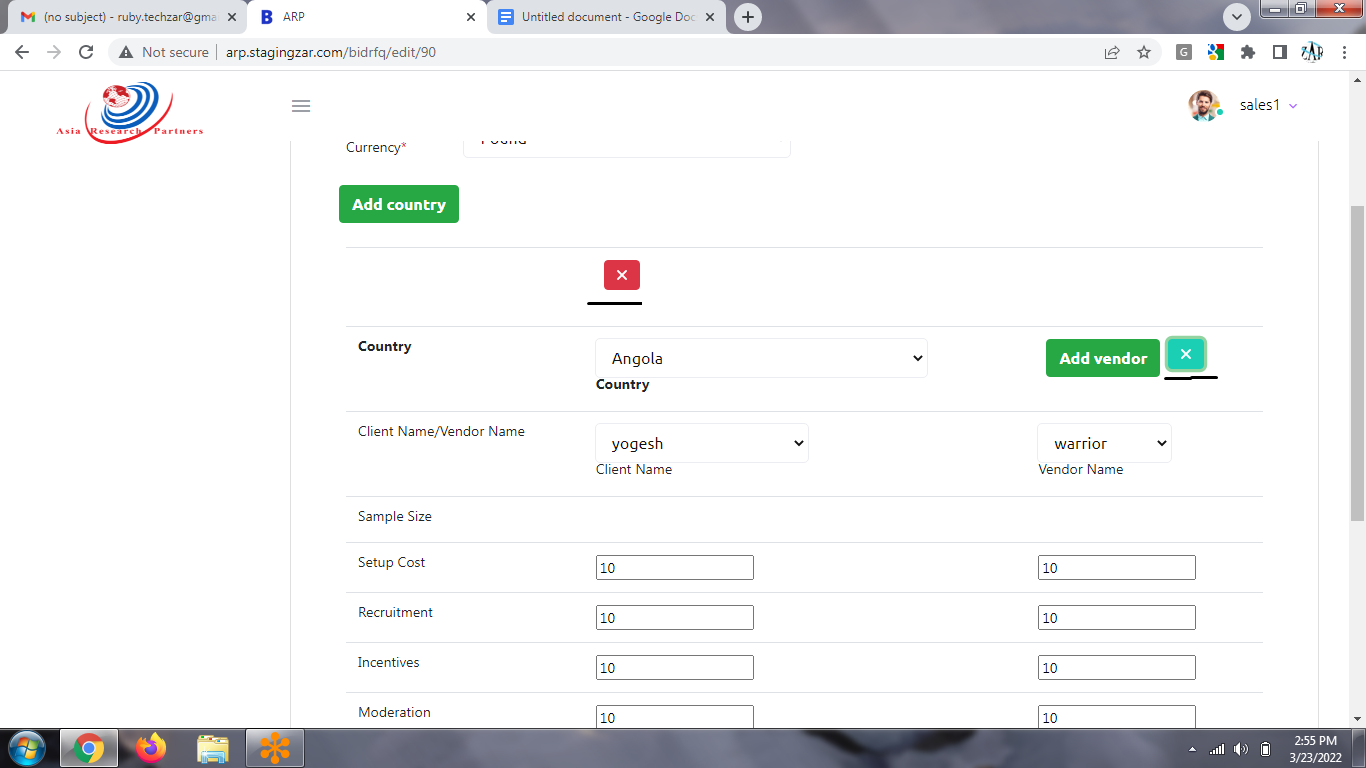 (no subject) - ruby.techzar@gma
ARP
Untitled document - Google Doc
Not secure
arp.stagingzar.com/bidrfq/edit/90
G
ZAR
Asia Research Partners
sales1
Currency*
Pound
Add country
Country
Angola
Add vendor
Country
Client Name/Vendor Name
yogesh
warrior
Client Name
Vendor Name
Sample Size
Setup Cost
10
10
Recruitment
10
10
Incentives
10
10
Moderation
10
10
2:55 PM
3/23/2022